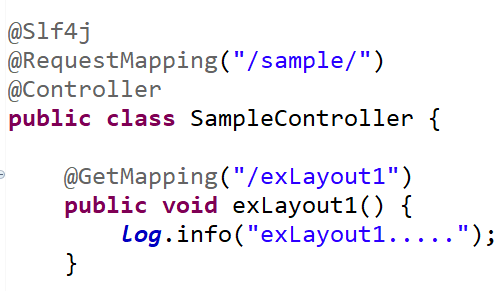 @Slf4j
@RequestMapping("/sample/")
@Controller
public class SampleController {
@GetMapping("/exLayout1")
public void exLayout1() {
log.info("exLayout1.....");
}